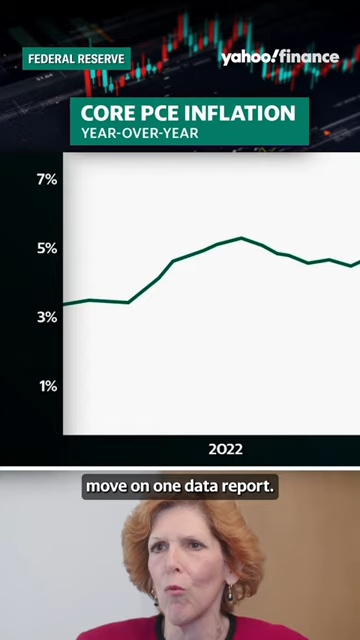 FEDERAL RESERVE
yahoo!finance
CORE PCE INFLATION
YEAR-OVER-YEAR
7%
5%
3%
1%
2022
move on one data report.